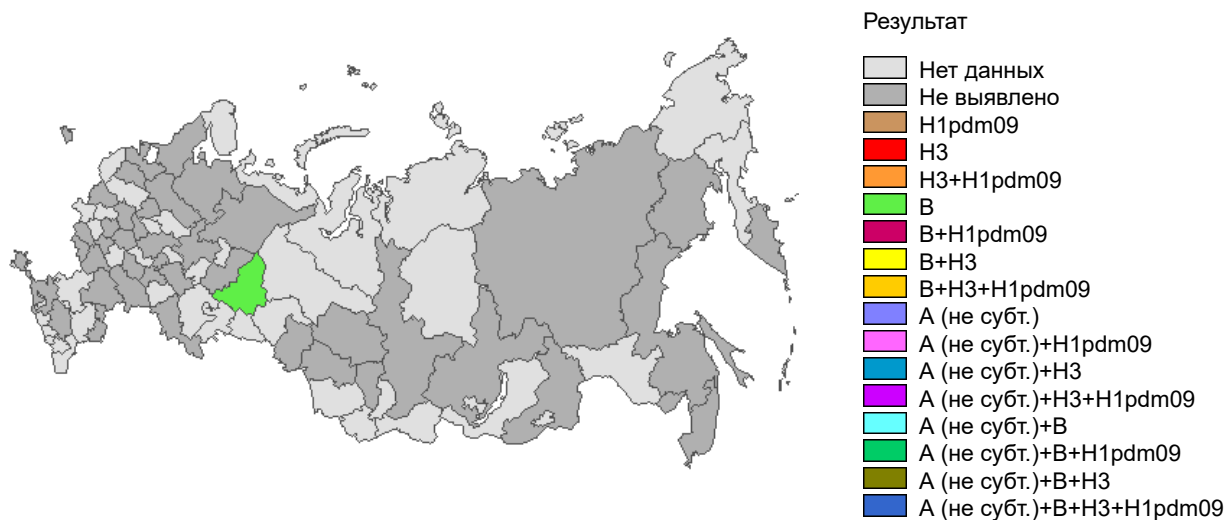 Результат
Нет данных
Не выявлено
H1pdm09
H3
H3+H1pdm09
B
B+H1pdm09
B+H3
B+H3+H1pdm09
А (не субт.)
А (не субт.)+H1pdm09
А (не субт.)+H3
А (не субт.)+H3+H1pdm09
А (не субт.)+B
А (не субт.)+B+H1pdm09
А (не субт.)+B+H3
А (не субт.)+B+H3+H1pdm09